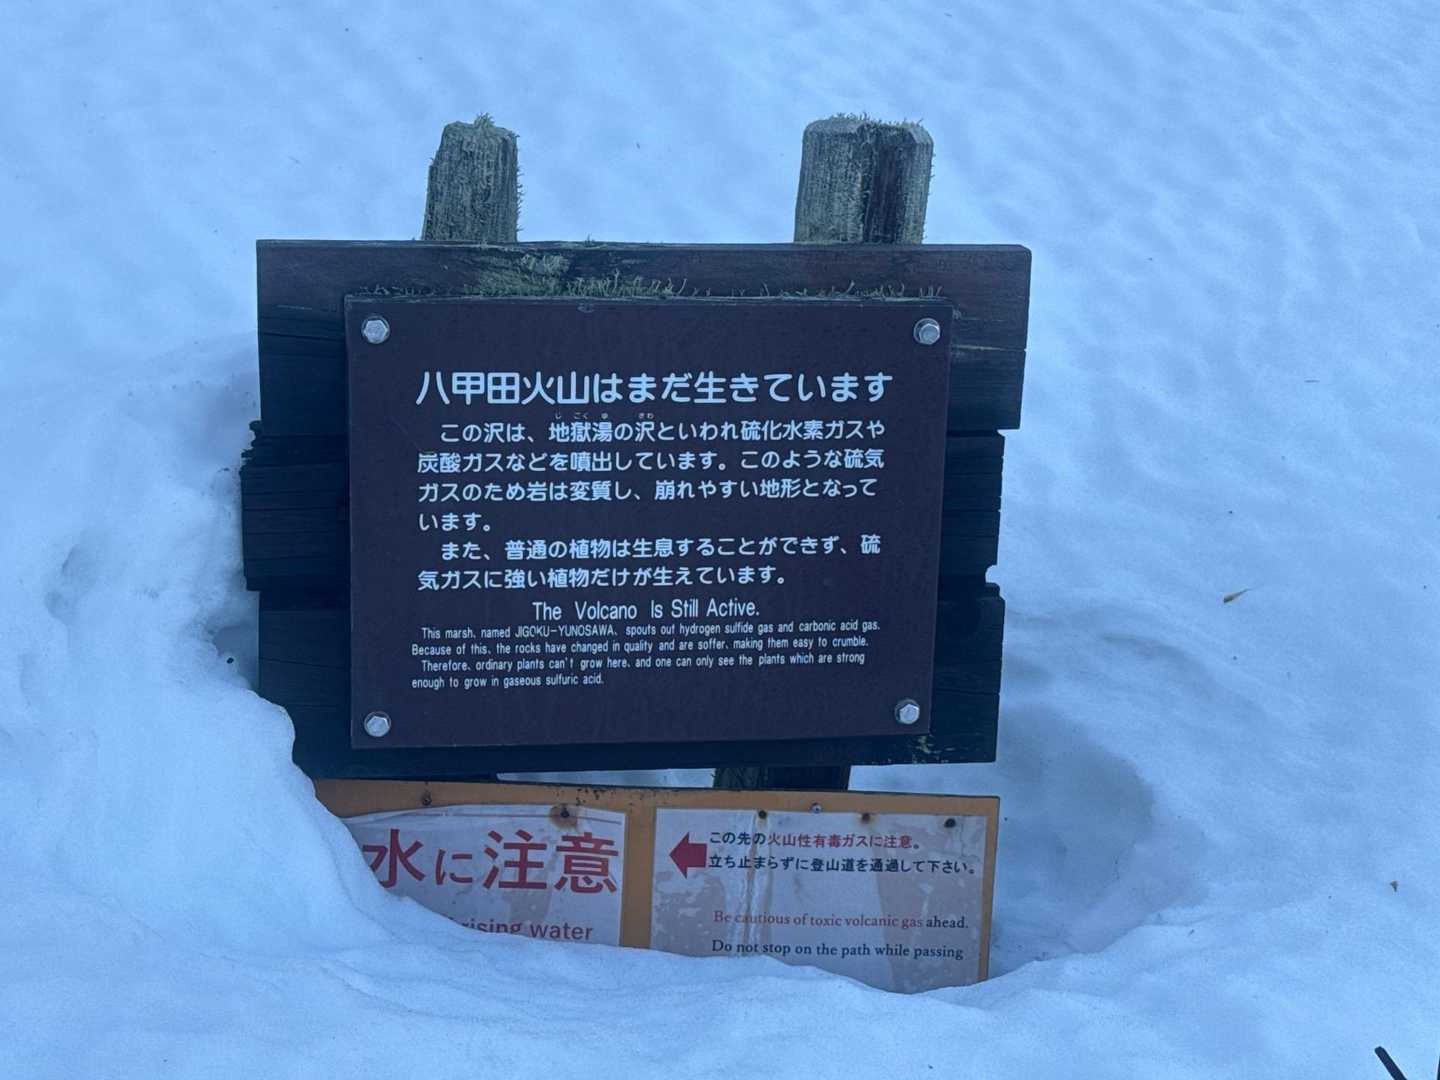 八甲田火山はまだ生きています
じ ごく ゆ さわ
この沢は、地獄湯の沢といわれ硫化水素ガスや
炭酸ガスなどを噴出しています。このような硫気
ガスのため岩は変質し、崩れやすい地形となって
います。
また、普通の植物は生息することができず、硫
気ガスに強い植物だけが生えています。
The Volcano Is Still Active.
This marsh, named JIGOKU-YUNOSAWA, spouts out hydrogen sulfide gas and carbonic acid gas.
Because of this, the rocks have changed in quality and are soffer, making them easy to crumble.
Therefore, ordinary plants can't grow here, and one can only see the plants which are strong
enough to grow in gaseous sulfuric acid.
水に注意
rising water
この先の火山性有毒ガスに注意。
立ち止まらずに登山道を通過して下さい。
Be cautious of toxic volcanic gas ahead.
Do not stop on the path while passing